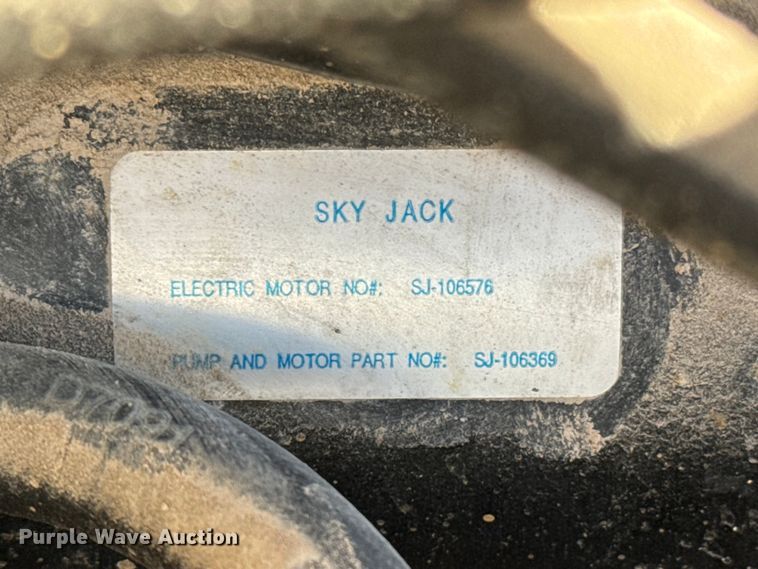 SKY JACK
ELECTRIC MOTOR NO#: SJ-106576
PUMP AND MOTOR PART NO#: SJ-106369
Purple Wave Auction®